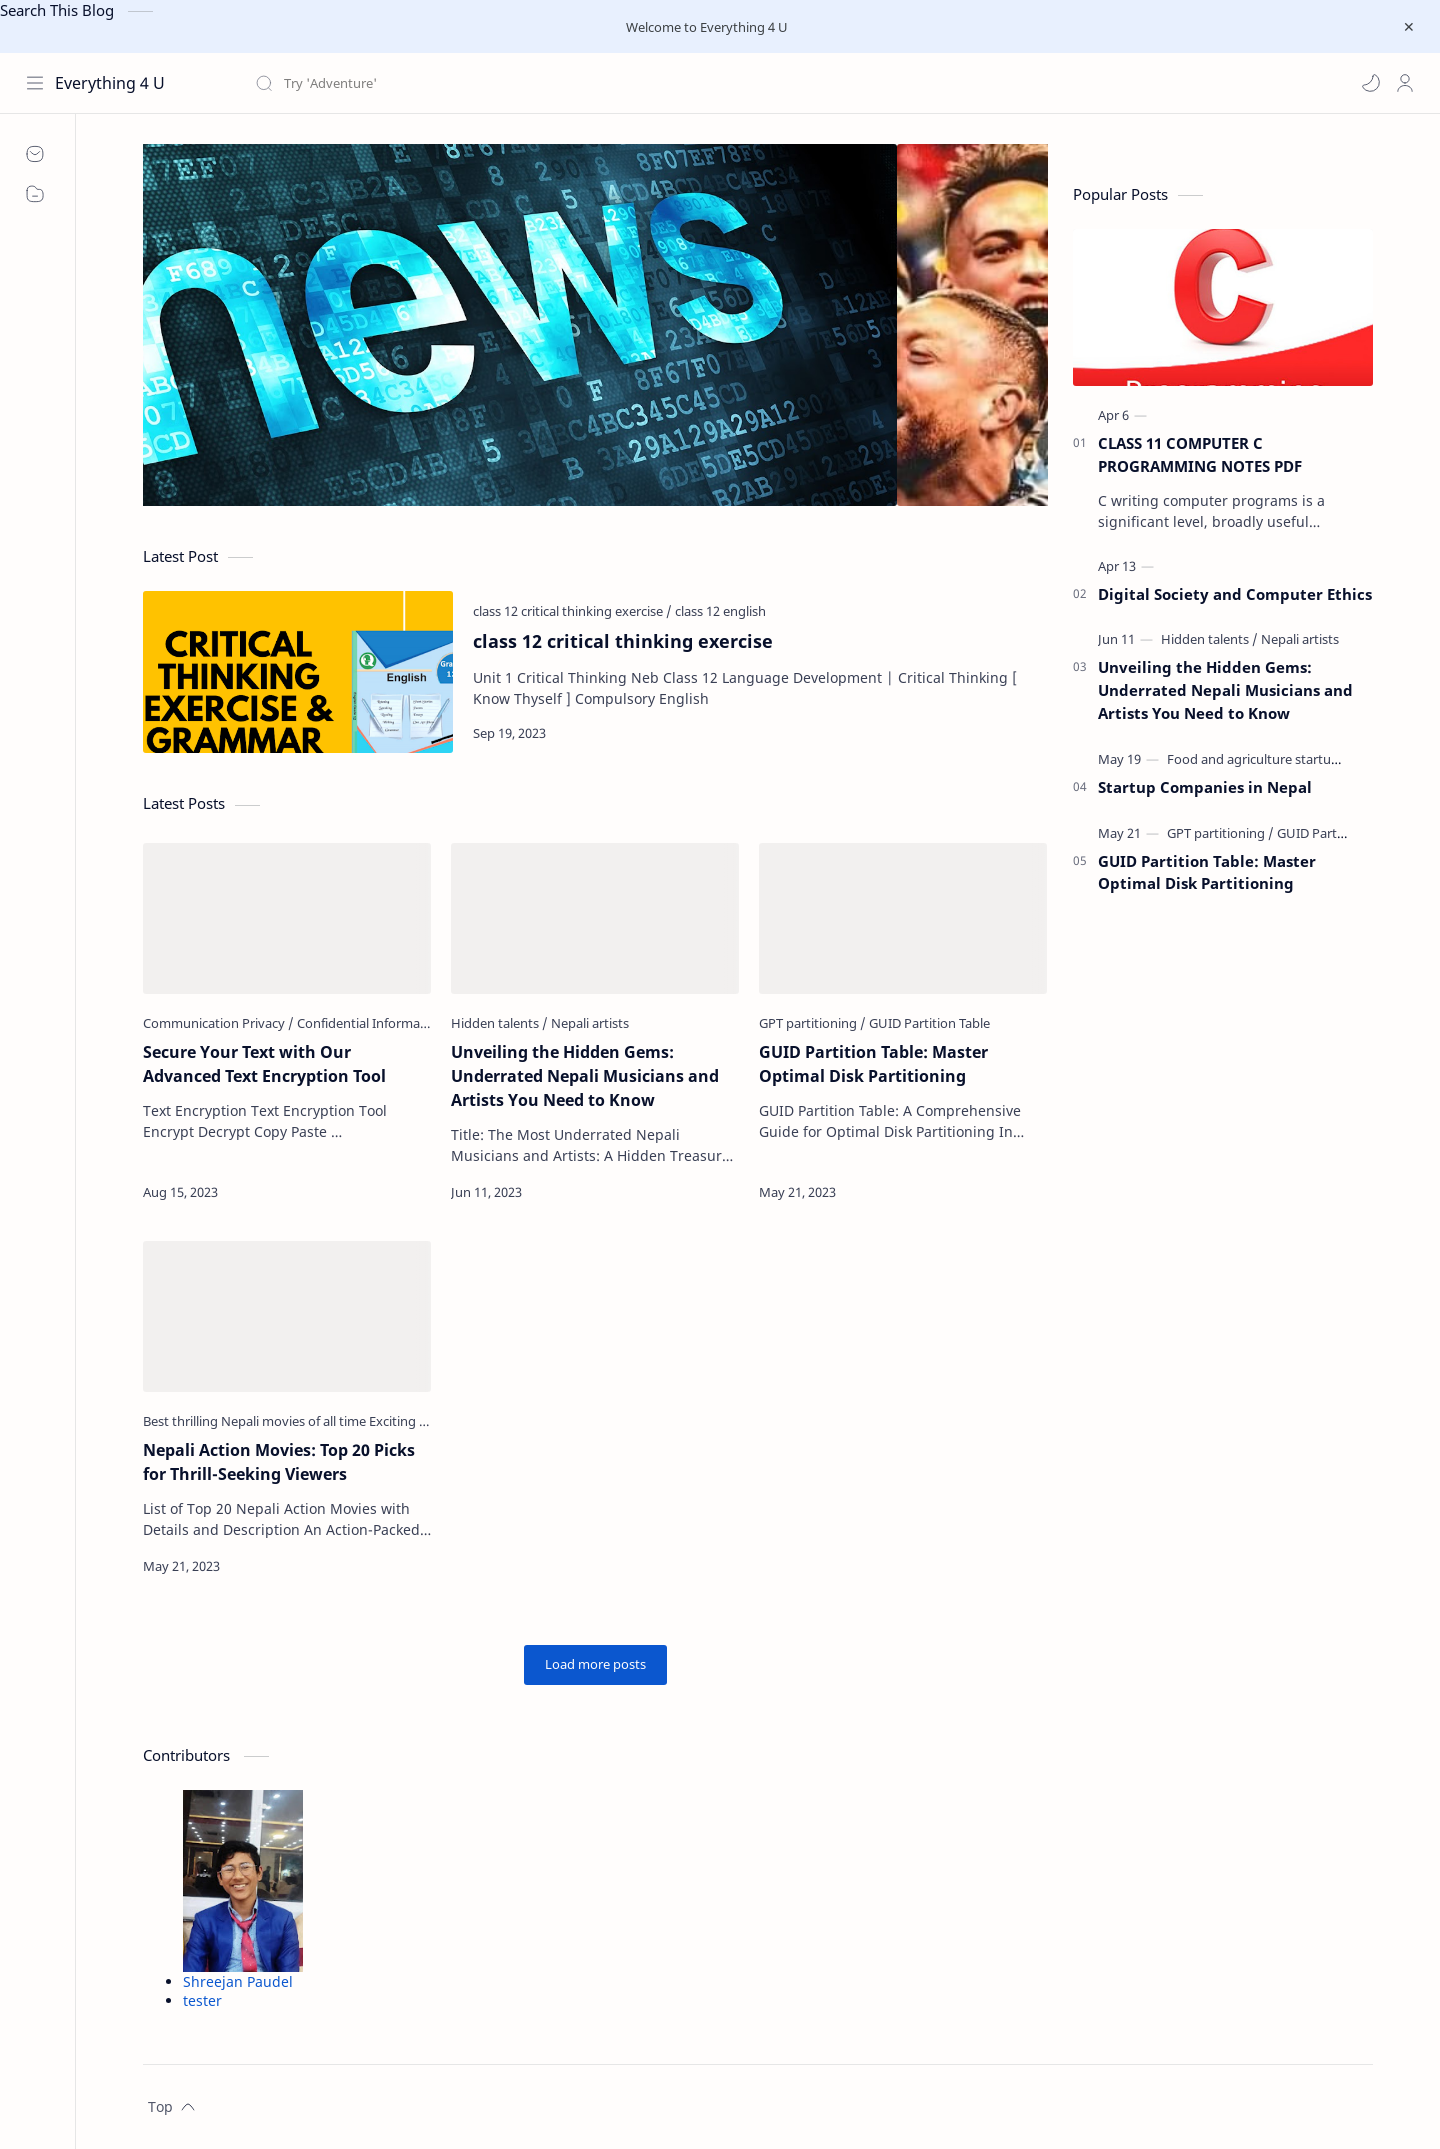 Search This Blog
Welcome to Everything 4 U
Everything 4 U
Try 'Adventure'
news
Latest Post
CRITICAL
THINKING
EXERCISE &
GRAMMAR
English
class 12 critical thinking exercise / class 12 english
class 12 critical thinking exercise
Unit 1 Critical Thinking Neb Class 12 Language Development | Critical Thinking [
Know Thyself ] Compulsory English
Sep 19, 2023
Latest Posts
Communication Privacy / Confidential Informa...
Secure Your Text with Our
Advanced Text Encryption Tool
Text Encryption Text Encryption Tool
Encrypt Decrypt Copy Paste ...
Aug 15, 2023
Hidden talents / Nepali artists
Unveiling the Hidden Gems:
Underrated Nepali Musicians and
Artists You Need to Know
Title: The Most Underrated Nepali
Musicians and Artists: A Hidden Treasur...
Jun 11, 2023
GPT partitioning / GUID Partition Table
GUID Partition Table: Master
Optimal Disk Partitioning
GUID Partition Table: A Comprehensive
Guide for Optimal Disk Partitioning In...
May 21, 2023
Best thrilling Nepali movies of all time Exciting ...
Nepali Action Movies: Top 20 Picks
for Thrill-Seeking Viewers
List of Top 20 Nepali Action Movies with
Details and Description An Action-Packed...
May 21, 2023
Load more posts
Contributors
Shreejan Paudel
tester
Top
Popular Posts
C
Apr 6
01
CLASS 11 COMPUTER C
PROGRAMMING NOTES PDF
C writing computer programs is a
significant level, broadly useful...
Apr 13
02
Digital Society and Computer Ethics
Jun 11
Hidden talents / Nepali artists
03
Unveiling the Hidden Gems:
Underrated Nepali Musicians and
Artists You Need to Know
May 19
Food and agriculture startu...
04
Startup Companies in Nepal
May 21
GPT partitioning / GUID Part...
05
GUID Partition Table: Master
Optimal Disk Partitioning